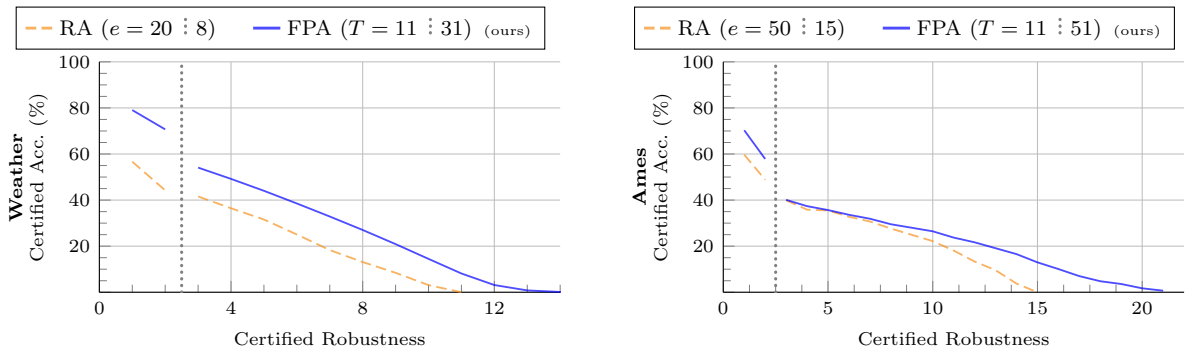 RA (e = 20 ⋮ 8) FPA (T = 11 ⋮ 31) (ours)
100
80
60
40
20
0 4 8 12
Weather
Certified Acc. (%)
Certified Robustness
RA (e = 50 ⋮ 15) FPA (T = 11 ⋮ 51) (ours)
100
80
60
40
20
0 5 10 15 20
Ames
Certified Acc. (%)
Certified Robustness